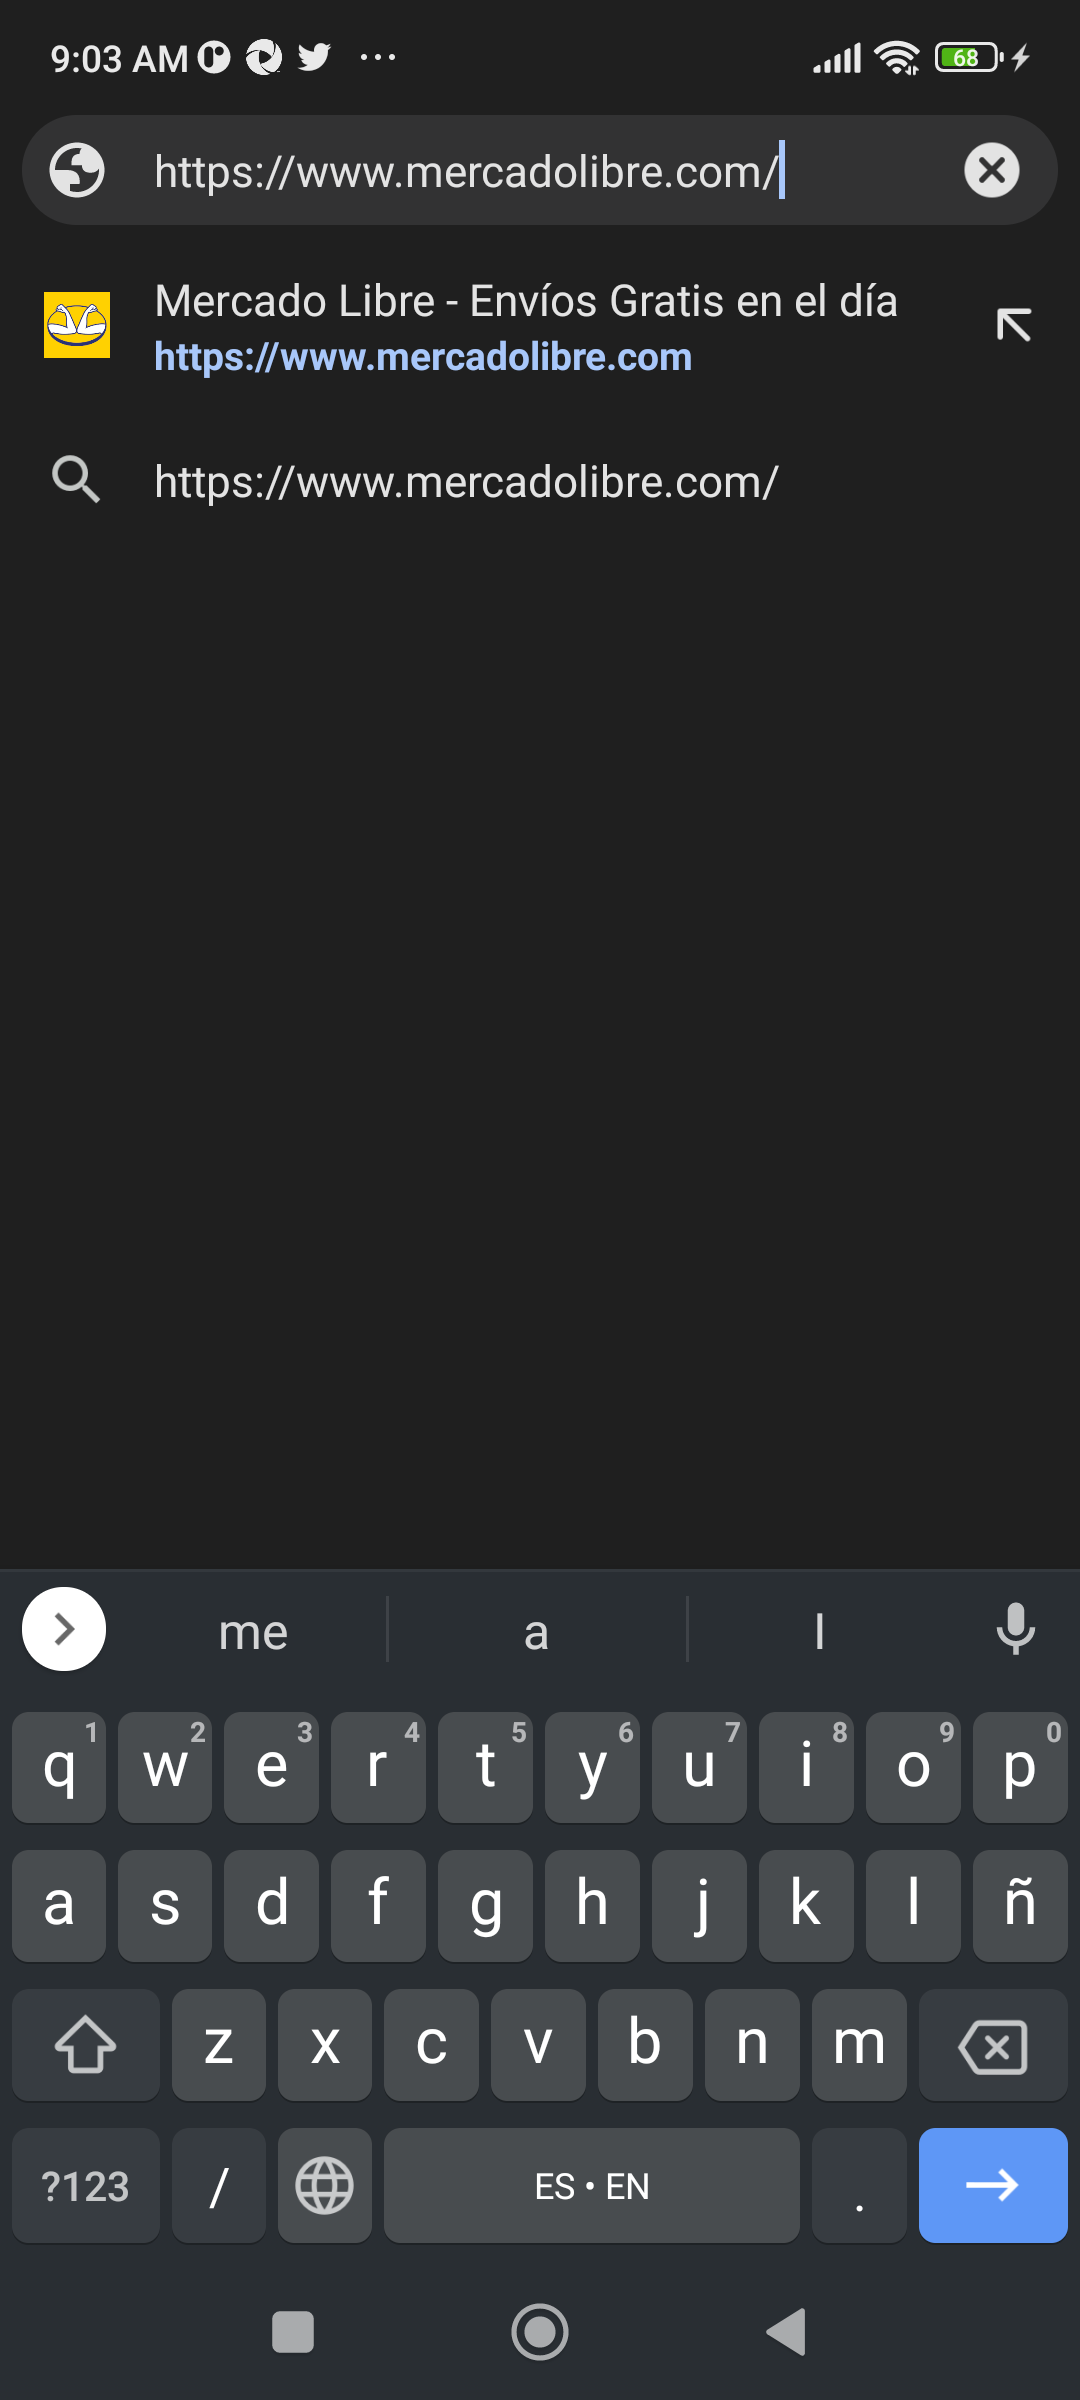 9:03 AM ... 68
https://www.mercadolibre.com/
Mercado Libre - Envíos Gratis en el día
https://www.mercadolibre.com
https://www.mercadolibre.com/
me a l
q1 w2 e3 r4 t5 y6 u7 i8 o9 p0
a s d f g h j k l ñ
z x c v b n m
?123 / ES • EN .